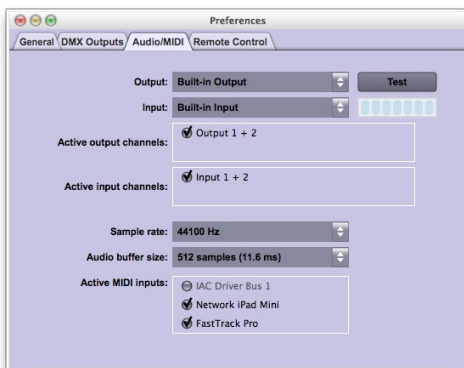 Preferences
General DMX Outputs Audio/MIDI Remote Control
Output: Built-in Output Test
Input: Built-in Input
Active output channels: Output 1 + 2
Active input channels: Input 1 + 2
Sample rate: 44100 Hz
Audio buffer size: 512 samples (11.6 ms)
Active MIDI inputs: IAC Driver Bus 1
Network iPad Mini
FastTrack Pro